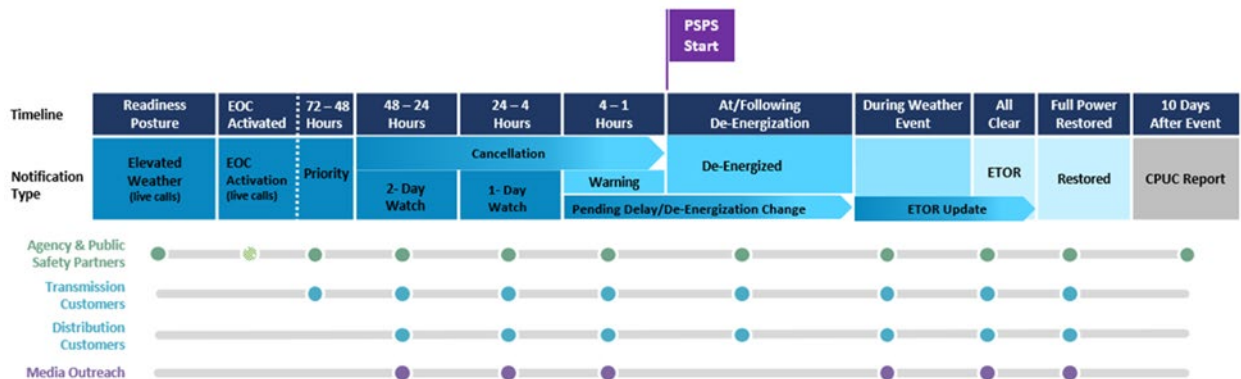 PSPS
Start
Timeline
Readiness
Posture
EOC
Activated
72 – 48
Hours
48 – 24
Hours
24 – 4
Hours
4 – 1
Hours
At/Following
De-Energization
During Weather
Event
All
Clear
Full Power
Restored
10 Days
After Event
Notification
Type
Elevated
Weather
(live calls)
EOC
Activation
(live calls)
Priority
Cancellation
2- Day
Watch
1- Day
Watch
Warning
Pending Delay/De-Energization Change
De-Energized
ETOR Update
ETOR
Restored
CPUC Report
Agency & Public
Safety Partners
Transmission
Customers
Distribution
Customers
Media Outreach